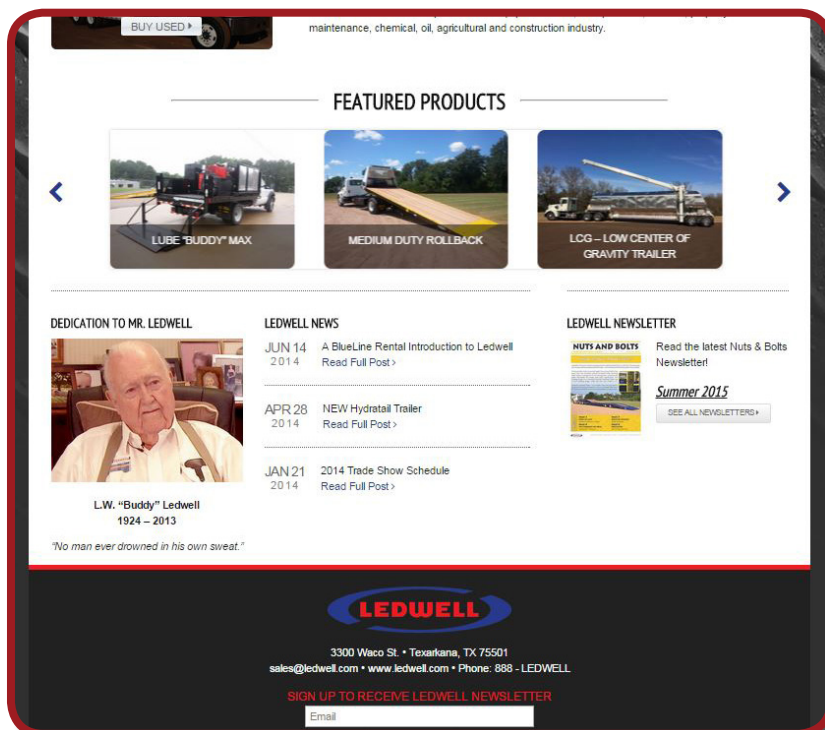 BUY USED
maintenance, chemical, oil, agricultural and construction industry.
FEATURED PRODUCTS
LUBE "BUDDY" MAX
MEDIUM DUTY ROLLBACK
LCG – LOW CENTER OF
GRAVITY TRAILER
DEDICATION TO MR. LEDWELL
L.W. “Buddy” Ledwell
1924 – 2013
“No man ever drowned in his own sweat.”
LEDWELL NEWS
JUN 14
2014
A BlueLine Rental Introduction to Ledwell
Read Full Post ›
APR 28
2014
NEW Hydratail Trailer
Read Full Post ›
JAN 21
2014
2014 Trade Show Schedule
Read Full Post ›
LEDWELL NEWSLETTER
NUTS AND BOLTS
Read the latest Nuts & Bolts
Newsletter!
Summer 2015
SEE ALL NEWSLETTERS
LEDWELL
3300 Waco St. • Texarkana, TX 75501
sales@ledwell.com • www.ledwell.com • Phone: 888 - LEDWELL
SIGN UP TO RECEIVE LEDWELL NEWSLETTER
Email